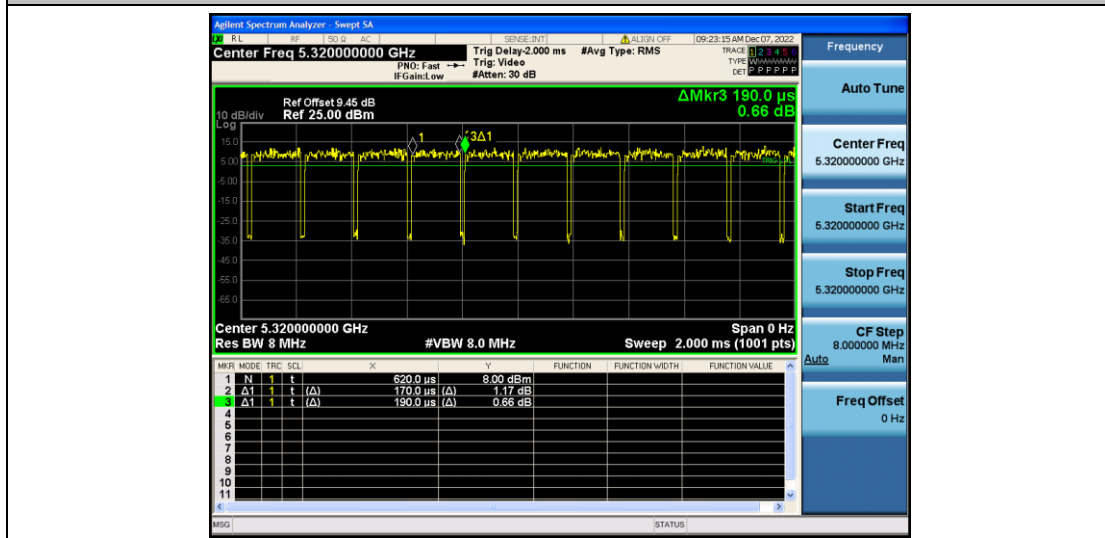 Agilent Spectrum Analyzer - Swept SA
RL RF 50 Ω AC SENSE:INT ALIGN OFF 09:23:15 AM Dec 07, 2022
Center Freq 5.320000000 GHz
PNO: Fast
IFGain:Low
Trig Delay-2.000 ms
Trig: Video
#Atten: 30 dB
#Avg Type: RMS
TRACE 1 2 3 4 5 6
TYPE
DET P P P P P P
Frequency
ΔMkr3 190.0 µs
0.66 dB
Ref Offset 9.45 dB
10 dB/div Ref 25.00 dBm
Log
15.0
5.00
-5.00
-15.0
-25.0
-35.0
-45.0
-55.0
-65.0
1
3Δ1
Center 5.320000000 GHz Span 0 Hz
Res BW 8 MHz #VBW 8.0 MHz Sweep 2.000 ms (1001 pts)
MKR MODE TRC SCL X Y FUNCTION FUNCTION WIDTH FUNCTION VALUE
1 N 1 t 620.0 µs 8.00 dBm
2 Δ1 1 t (Δ) 170.0 µs (Δ) 1.17 dB
3 Δ1 1 t (Δ) 190.0 µs (Δ) 0.66 dB
4
5
6
7
8
9
10
11
MSG STATUS
Auto Tune
Center Freq
5.320000000 GHz
Start Freq
5.320000000 GHz
Stop Freq
5.320000000 GHz
CF Step
8.000000 MHz
Auto Man
Freq Offset
0 Hz